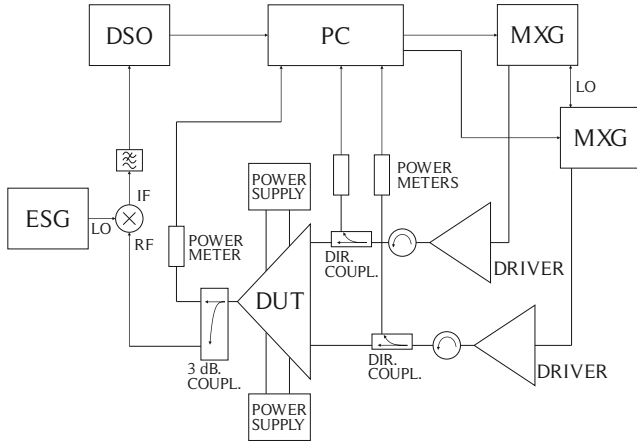 DSO
PC
MXG
LO
MXG
IF
ESG
LO
RF
POWER
METER
POWER
SUPPLY
POWER
METERS
DIR.
COUPL.
DRIVER
DUT
3 dB.
COUPL.
DIR.
COUPL.
DRIVER
POWER
SUPPLY